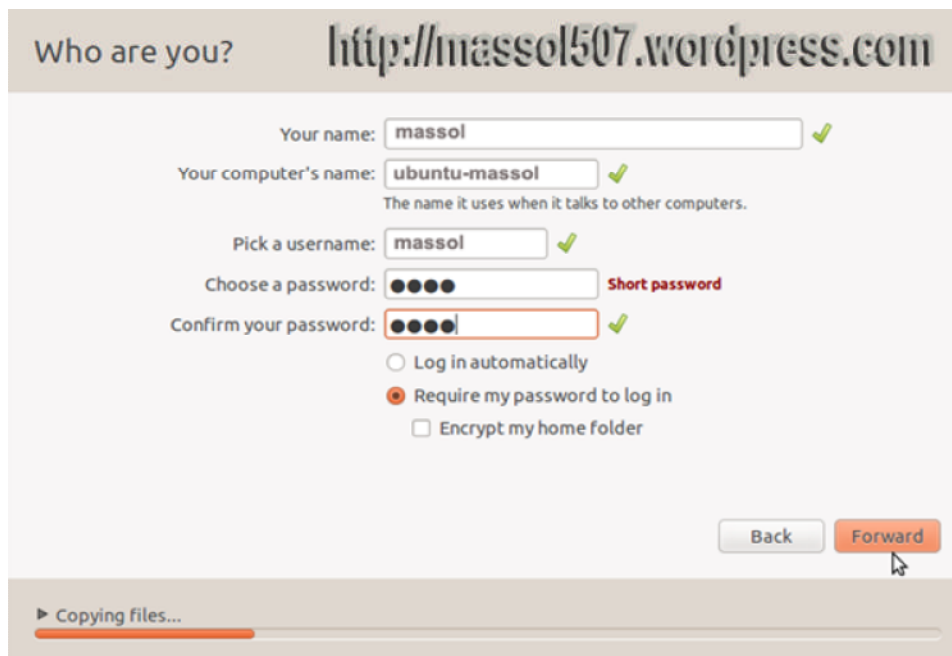 Who are you?
http://massol507.wordpress.com
Your name: massol
Your computer's name: ubuntu-massol
The name it uses when it talks to other computers.
Pick a username: massol
Choose a password: ●●●● Short password
Confirm your password: ●●●●
Log in automatically
Require my password to log in
Encrypt my home folder
Back
Forward
Copying files...